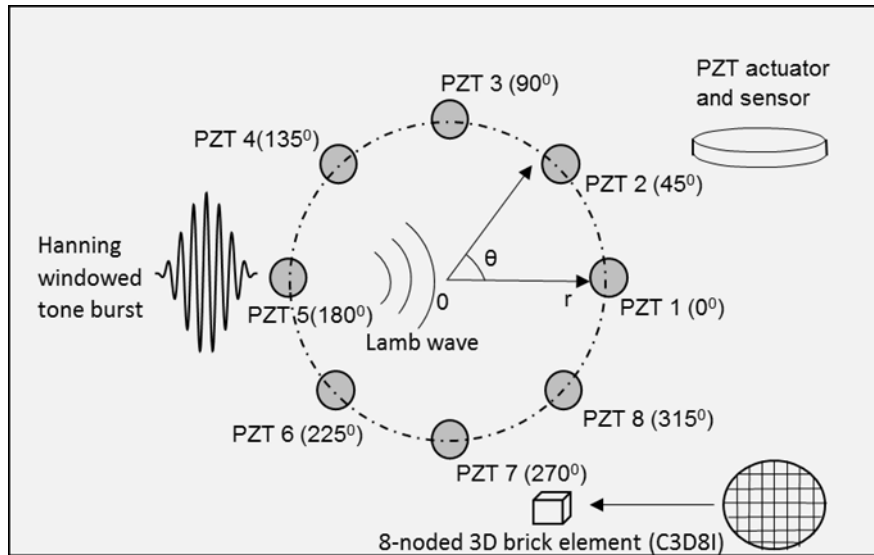 PZT 3 (90⁰)
PZT actuator
and sensor
PZT 4(135⁰)
PZT 2 (45⁰)
Hanning
windowed
tone burst
θ
0
r
PZT 5(180⁰)
PZT 1 (0⁰)
Lamb wave
PZT 6 (225⁰)
PZT 8 (315⁰)
PZT 7 (270⁰)
8-noded 3D brick element (C3D8I)